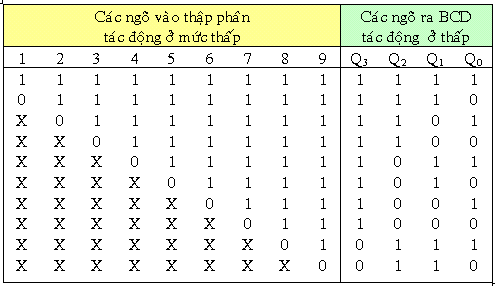 Các ngõ vào thập phân
tác động ở mức thấp
Các ngõ ra BCD
tác động ở thấp
1 2 3 4 5 6 7 8 9 Q3 Q2 Q1 Q0
1 1 1 1 1 1 1 1 1 1 1 1 1
0 1 1 1 1 1 1 1 1 1 1 1 0
X 0 1 1 1 1 1 1 1 1 1 0 1
X X 0 1 1 1 1 1 1 1 1 0 0
X X X 0 1 1 1 1 1 1 0 1 1
X X X X 0 1 1 1 1 1 0 1 0
X X X X X 0 1 1 1 1 0 0 1
X X X X X X 0 1 1 1 0 0 0
X X X X X X X 0 1 0 1 1 1
X X X X X X X X 0 0 1 1 0